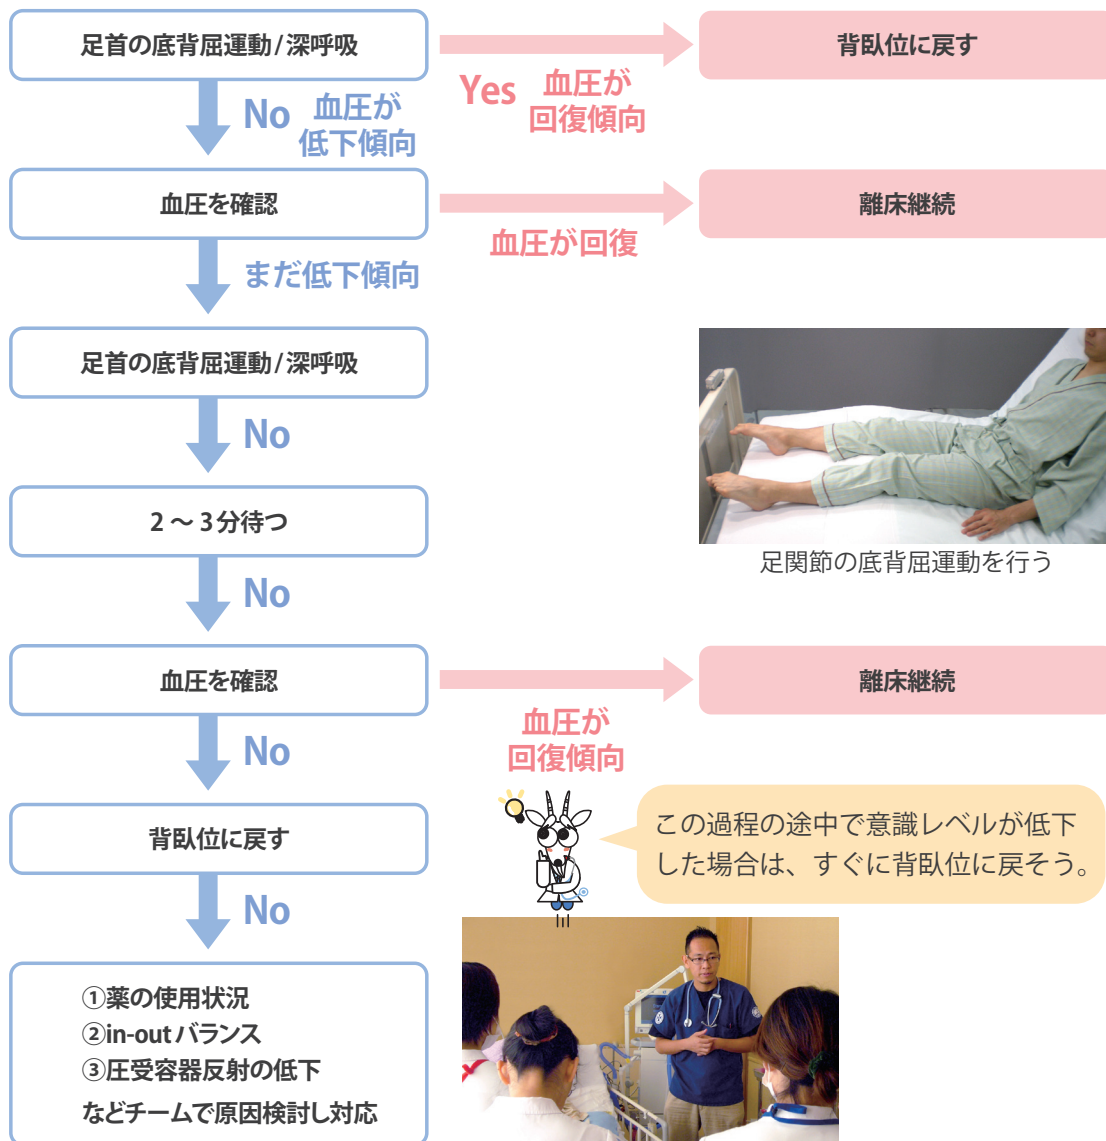 足首の底背屈運動/深呼吸
背臥位に戻す
No
血圧が
低下傾向
Yes
血圧が
回復傾向
血圧を確認
離床継続
まだ低下傾向
血圧が回復
足首の底背屈運動/深呼吸
No
足関節の底背屈運動を行う
2 ～ 3分待つ
No
血圧を確認
離床継続
No
血圧が
回復傾向
背臥位に戻す
この過程の途中で意識レベルが低下
した場合は、すぐに背臥位に戻そう。
No
①薬の使用状況
②in-outバランス
③圧受容器反射の低下
などチームで原因検討し対応